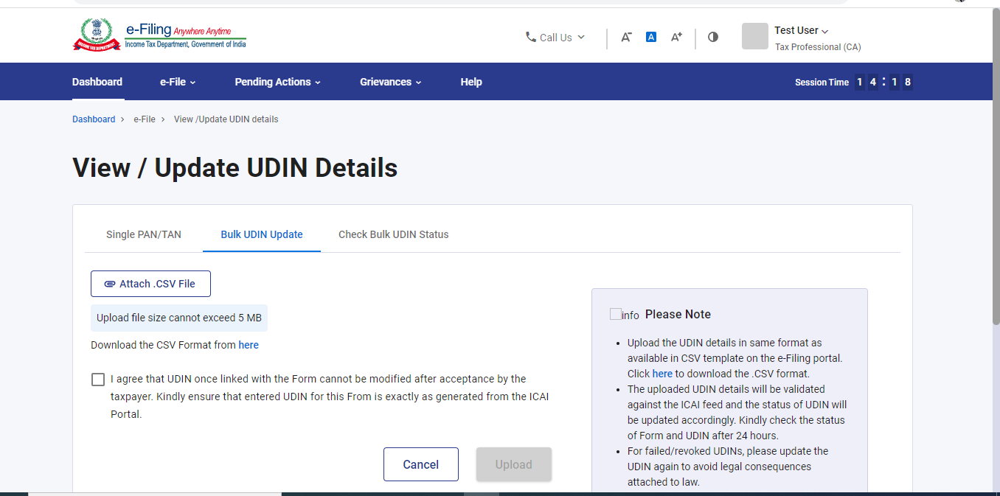 e-Filing Anywhere Anytime
Income Tax Department, Government of India
INCOME TAX DEPARTMENT
Call Us
A-
A
A+
Test User
Tax Professional (CA)
Dashboard
e-File
Pending Actions
Grievances
Help
Session Time 1 4 : 1 8
Dashboard > e-File > View /Update UDIN details
View / Update UDIN Details
Single PAN/TAN
Bulk UDIN Update
Check Bulk UDIN Status
Attach .CSV File
Upload file size cannot exceed 5 MB
Download the CSV Format from here
I agree that UDIN once linked with the Form cannot be modified after acceptance by the
taxpayer. Kindly ensure that entered UDIN for this From is exactly as generated from the ICAI
Portal.
Cancel
Upload
info Please Note
• Upload the UDIN details in same format as
available in CSV template on the e-Filing portal.
Click here to download the .CSV format.
• The uploaded UDIN details will be validated
against the ICAI feed and the status of UDIN will
be updated accordingly. Kindly check the status
of Form and UDIN after 24 hours.
• For failed/revoked UDINs, please update the
UDIN again to avoid legal consequences
attached to law.